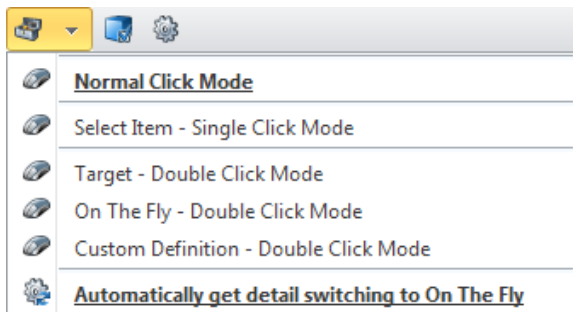 Normal Click Mode
Select Item - Single Click Mode
Target - Double Click Mode
On The Fly - Double Click Mode
Custom Definition - Double Click Mode
Automatically get detail switching to On The Fly